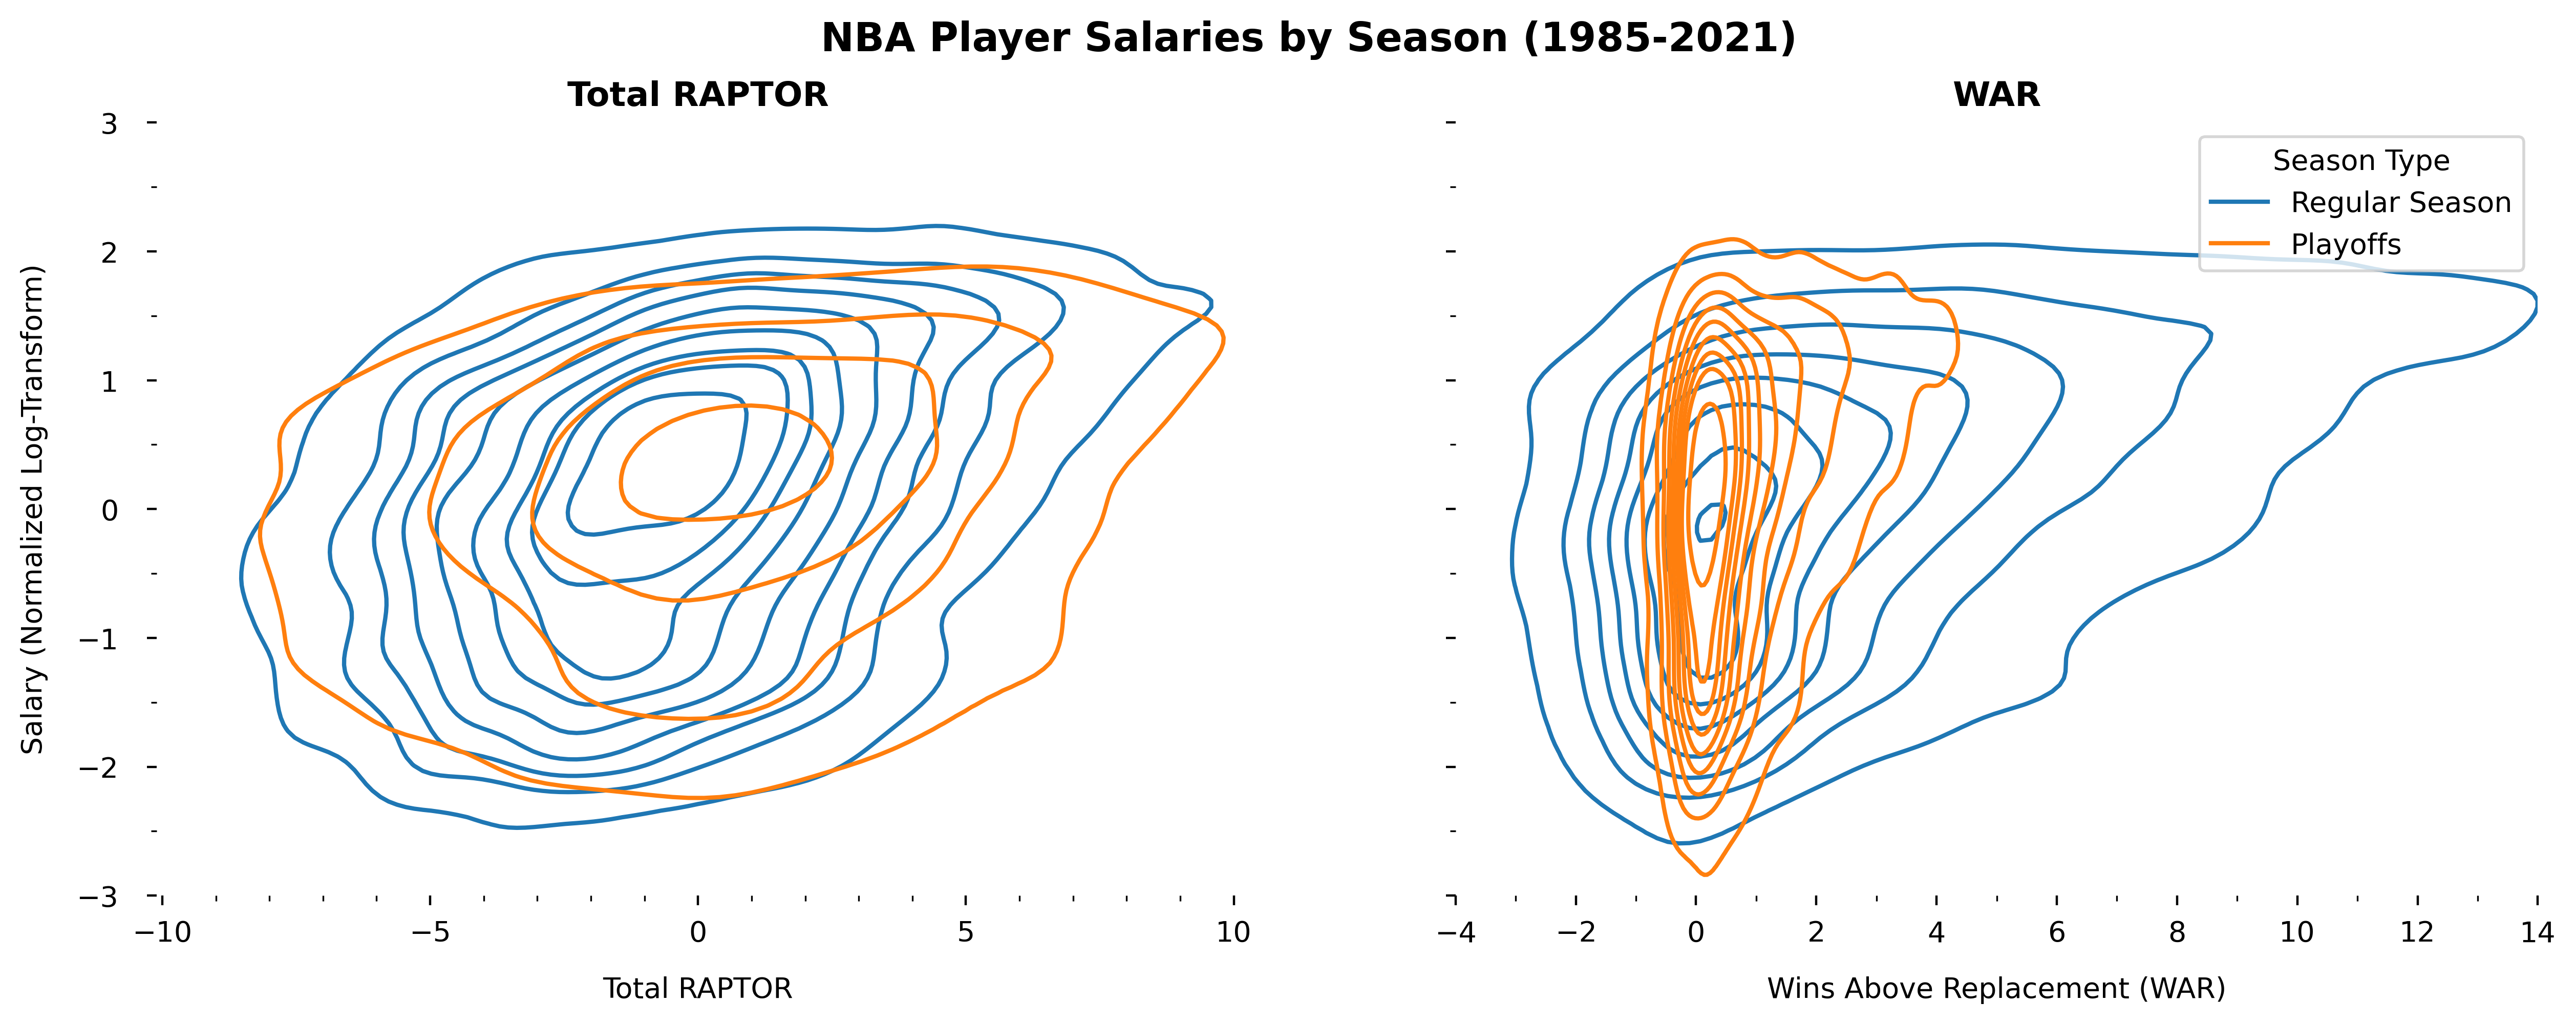 NBA Player Salaries by Season (1985-2021)
Total RAPTOR
WAR
Salary (Normalized Log-Transform)
3
2
1
0
−1
−2
−3
−10
−5
0
5
10
Total RAPTOR
Season Type
Regular Season
Playoffs
−4
−2
0
2
4
6
8
10
12
14
Wins Above Replacement (WAR)